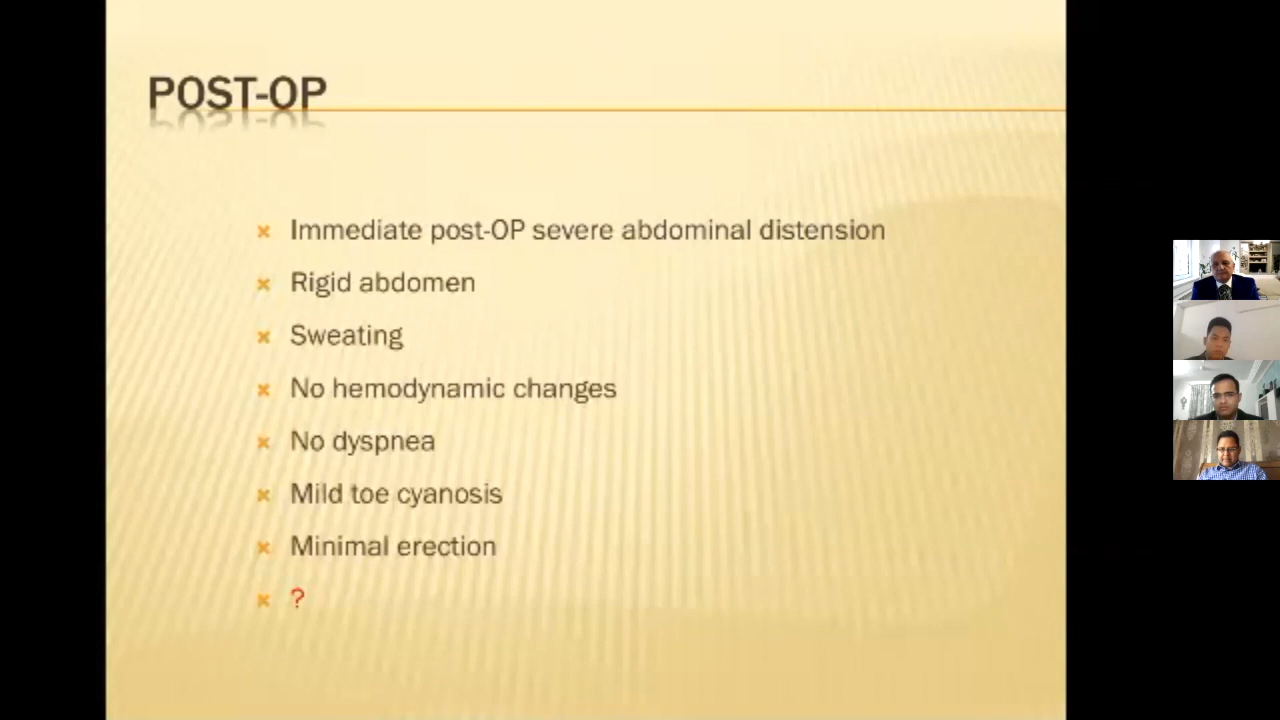 POST-OP
Immediate post-OP severe abdominal distension
Rigid abdomen
Sweating
No hemodynamic changes
No dyspnea
Mild toe cyanosis
Minimal erection
?